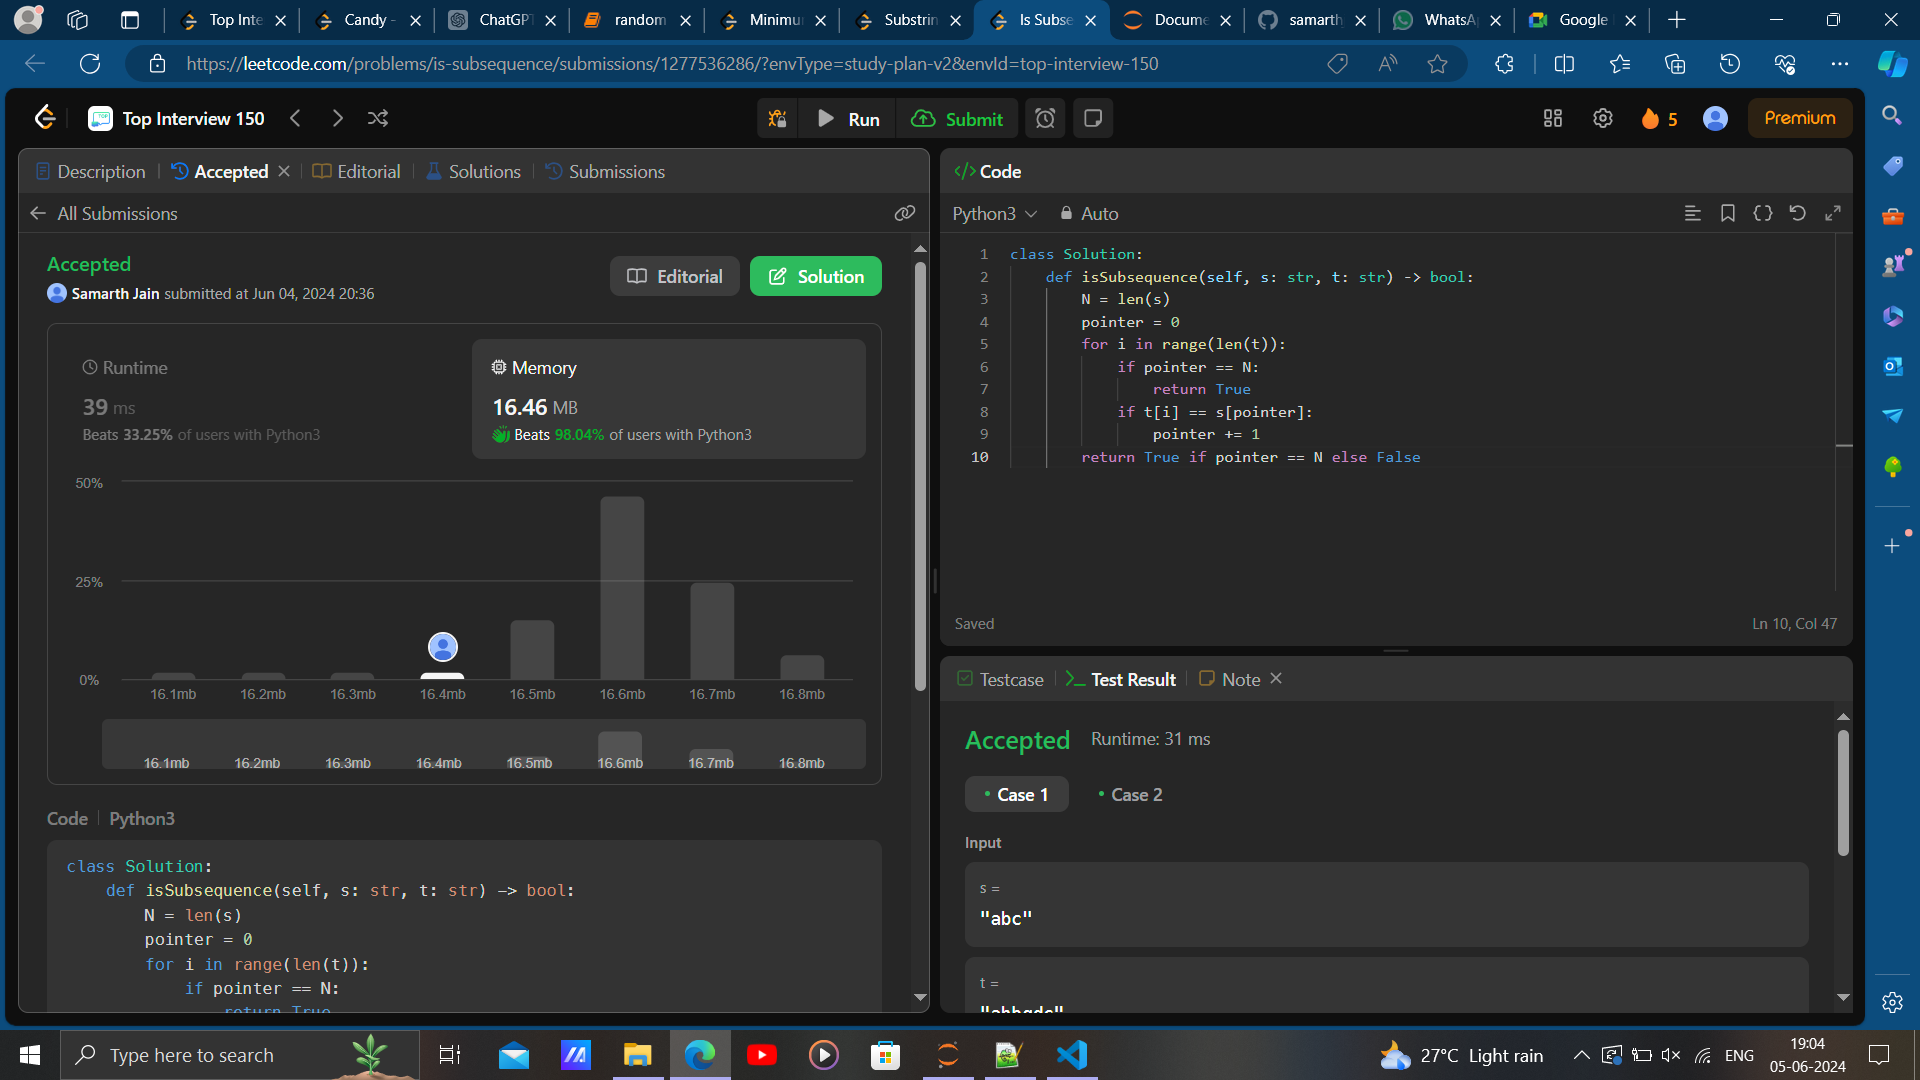 Top Inte
Candy -
ChatGPT
random
Minimu
Substrin
Is Subse
Docume
samarth
WhatsA
Google
https://leetcode.com/problems/is-subsequence/submissions/1277536286/?envType=study-plan-v2&envId=top-interview-150
Top Interview 150
Run
Submit
5
Premium
Description
Accepted
Editorial
Solutions
Submissions
All Submissions
Accepted
Samarth Jain submitted at Jun 04, 2024 20:36
Editorial
Solution
Runtime
39 ms
Beats 33.25% of users with Python3
Memory
16.46 MB
Beats 98.04% of users with Python3
50%
25%
0%
16.1mb 16.2mb 16.3mb 16.4mb 16.5mb 16.6mb 16.7mb 16.8mb
16.1mb 16.2mb 16.3mb 16.4mb 16.5mb 16.6mb 16.7mb 16.8mb
Code | Python3
class Solution:
    def isSubsequence(self, s: str, t: str) -> bool:
        N = len(s)
        pointer = 0
        for i in range(len(t)):
            if pointer == N:
                return True
Code
Python3
Auto
1 class Solution:
2     def isSubsequence(self, s: str, t: str) -> bool:
3         N = len(s)
4         pointer = 0
5         for i in range(len(t)):
6             if pointer == N:
7                 return True
8             if t[i] == s[pointer]:
9                 pointer += 1
10         return True if pointer == N else False
Saved
Ln 10, Col 47
Testcase
Test Result
Note
Accepted
Runtime: 31 ms
Case 1
Case 2
Input
s =
"abc"
t =
"ahbgdc"
Type here to search
27°C Light rain
ENG
19:04
05-06-2024